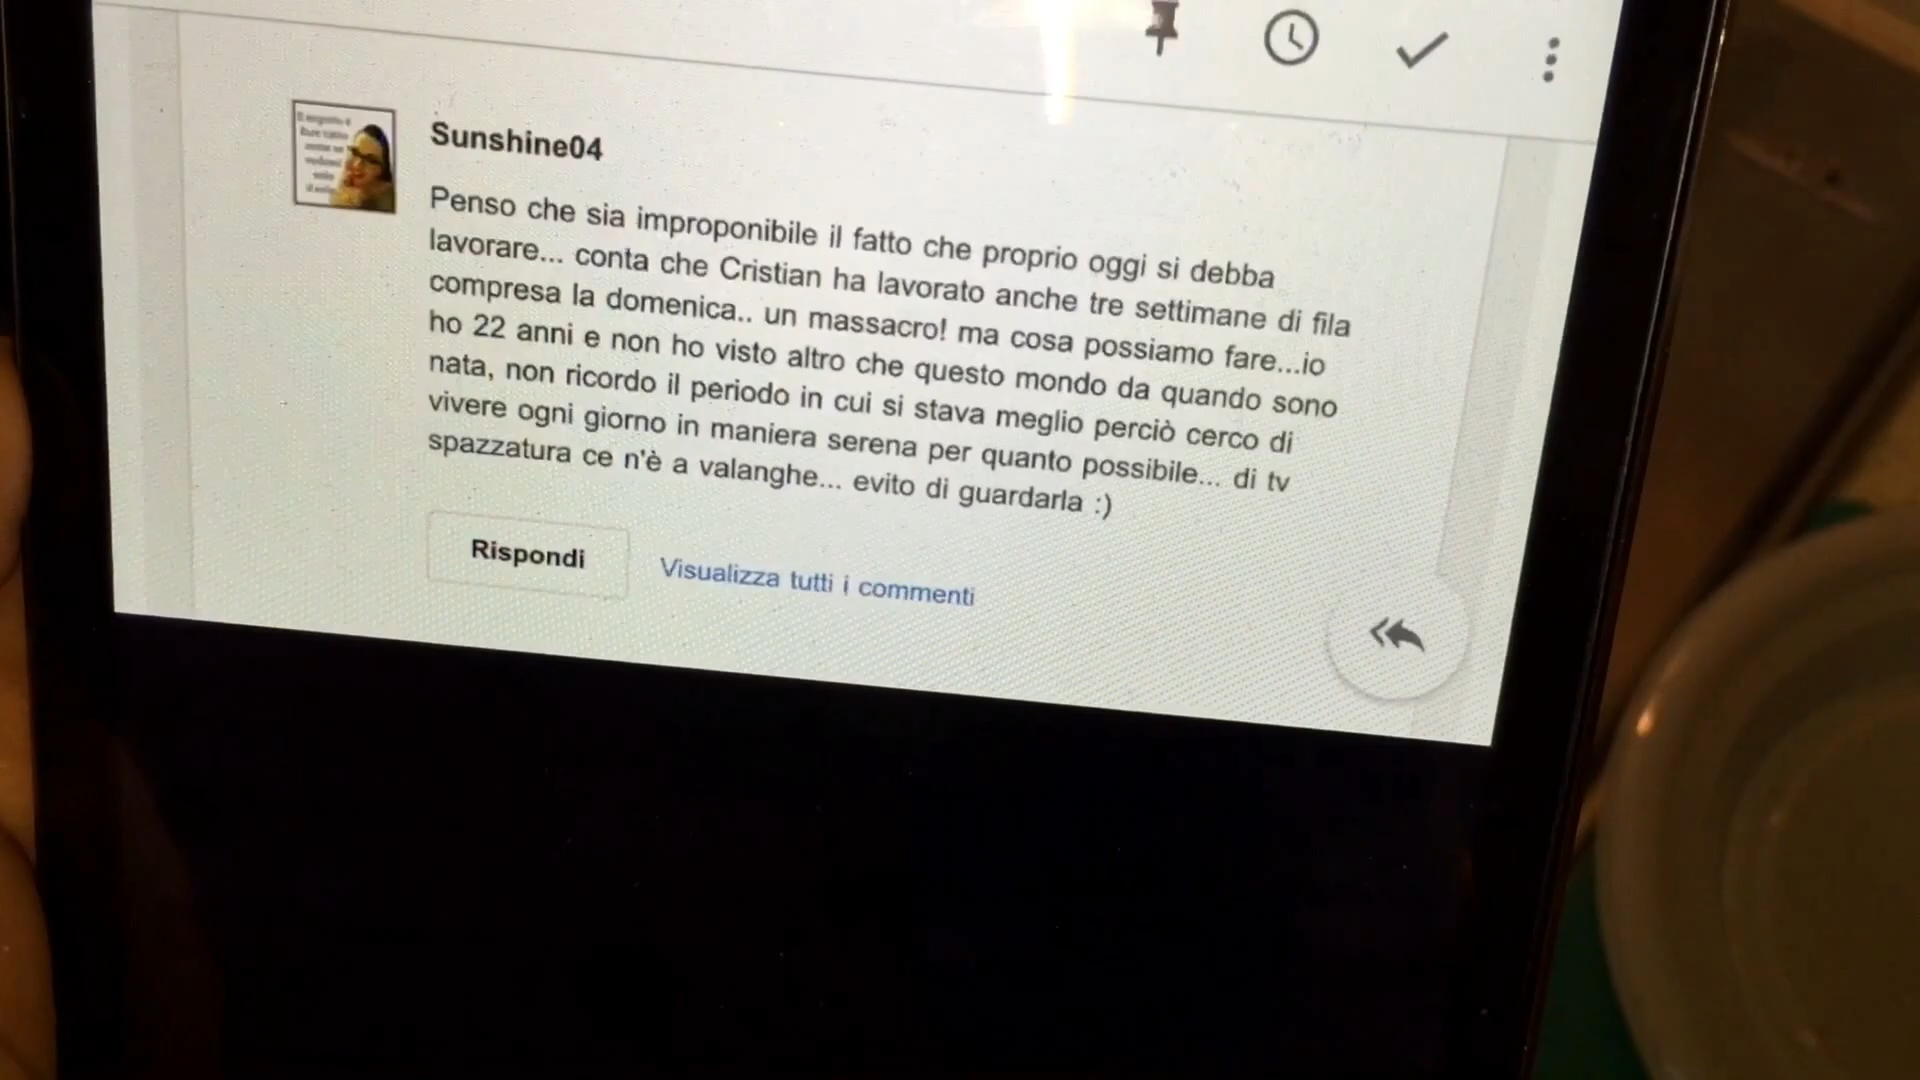 Sunshine04
Penso che sia improponibile il fatto che proprio oggi si debba
lavorare... conta che Cristian ha lavorato anche tre settimane di fila
compresa la domenica.. un massacro! ma cosa possiamo fare...io
ho 22 anni e non ho visto altro che questo mondo da quando sono
nata, non ricordo il periodo in cui si stava meglio perciò cerco di
vivere ogni giorno in maniera serena per quanto possibile... di tv
spazzatura ce n'è a valanghe... evito di guardarla :)
Rispondi
Visualizza tutti i commenti